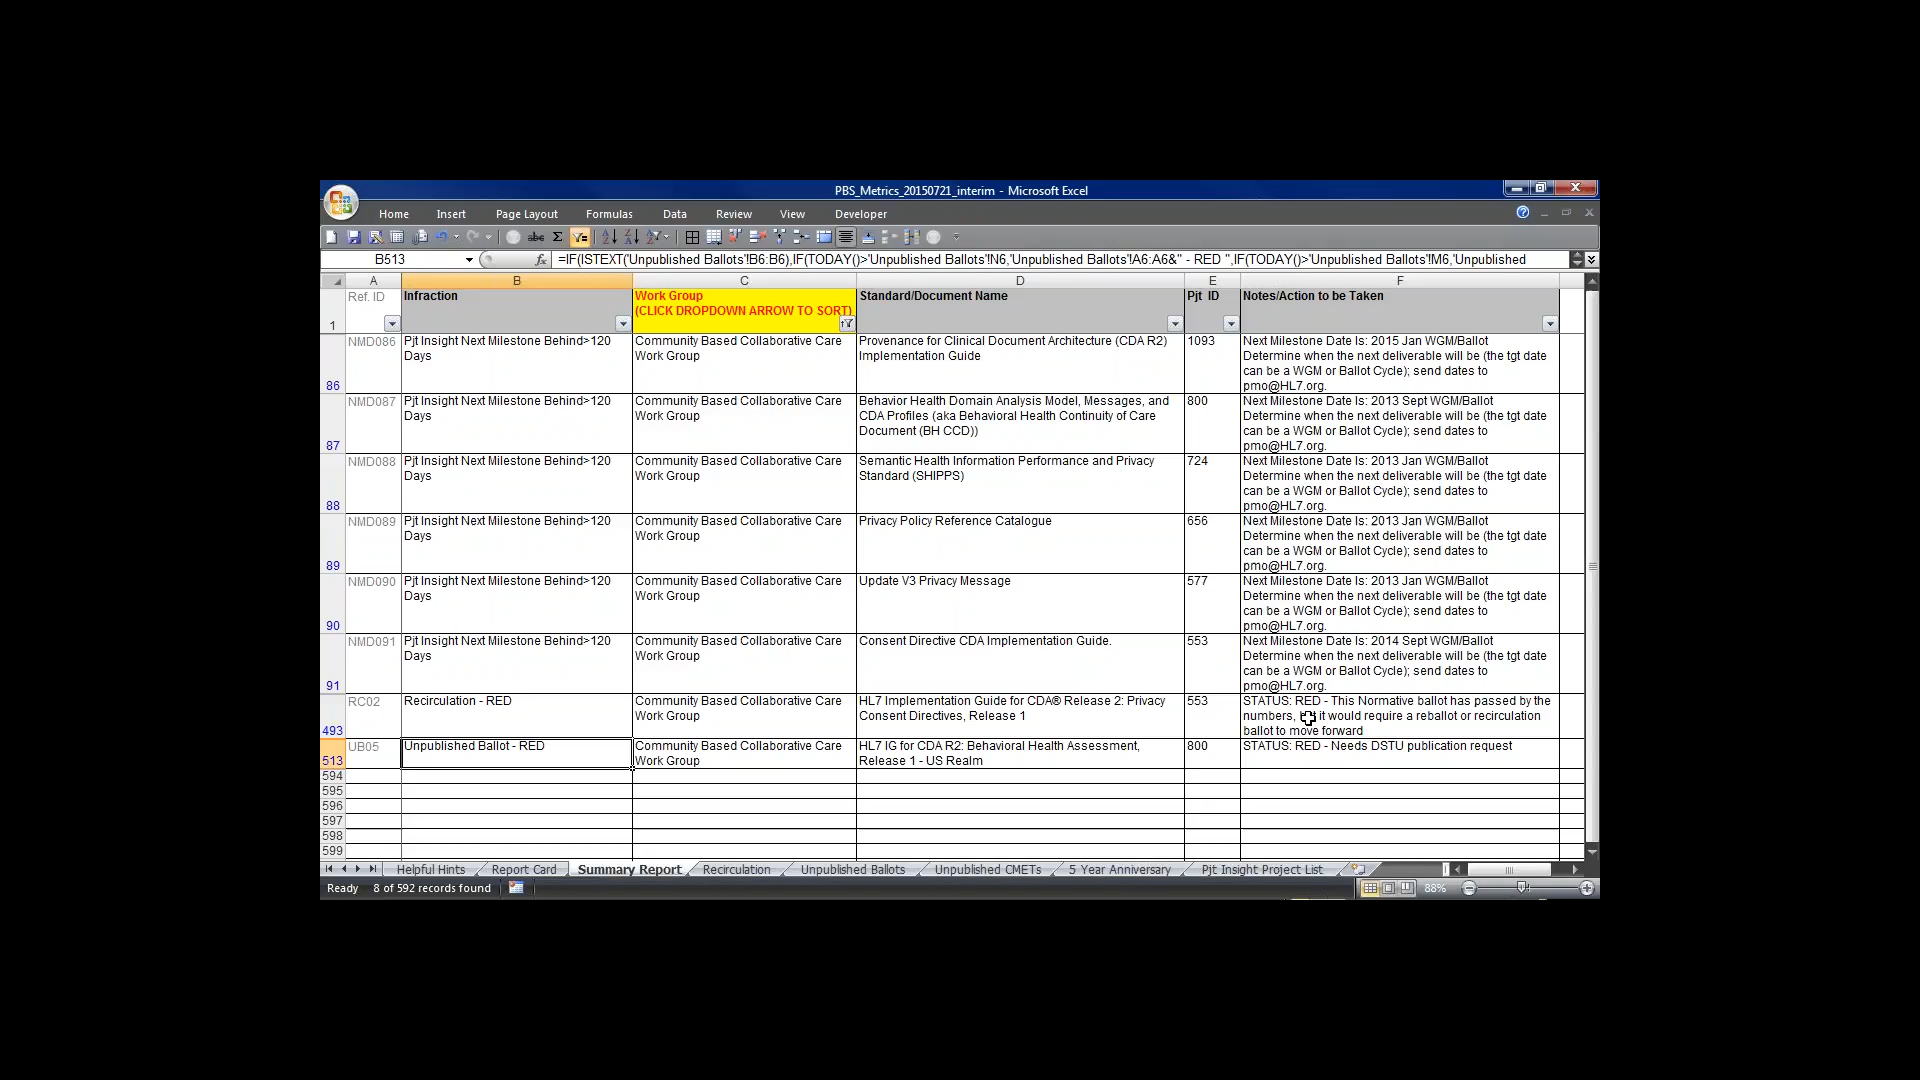 PBS_Metrics_20150721_interim - Microsoft Excel
Home Insert Page Layout Formulas Data Review View Developer
B513 fx =IF(ISTEXT('Unpublished Ballots'!B6:B6),IF(TODAY()>'Unpublished Ballots'!N6,'Unpublished Ballots'!A6:A6&" - RED ",IF(TODAY()>'Unpublished Ballots'!M6,'Unpublished
A B C D E F
Ref. ID Infraction Work Group Standard/Document Name Pjt ID Notes/Action to be Taken
(CLICK DROPDOWN ARROW TO SORT)
1
NMD086 Pjt Insight Next Milestone Behind>120 Community Based Collaborative Care Provenance for Clinical Document Architecture (CDA R2) 1093 Next Milestone Date Is: 2015 Jan WGM/Ballot
Days Work Group Implementation Guide Determine when the next deliverable will be (the tgt date
can be a WGM or Ballot Cycle); send dates to
86 pmo@HL7.org.
NMD087 Pjt Insight Next Milestone Behind>120 Community Based Collaborative Care Behavior Health Domain Analysis Model, Messages, and 800 Next Milestone Date Is: 2013 Sept WGM/Ballot
Days Work Group CDA Profiles (aka Behavioral Health Continuity of Care Determine when the next deliverable will be (the tgt date
Document (BH CCD)) can be a WGM or Ballot Cycle); send dates to
87 pmo@HL7.org.
NMD088 Pjt Insight Next Milestone Behind>120 Community Based Collaborative Care Semantic Health Information Performance and Privacy 724 Next Milestone Date Is: 2013 Jan WGM/Ballot
Days Work Group Standard (SHIPPS) Determine when the next deliverable will be (the tgt date
can be a WGM or Ballot Cycle); send dates to
88 pmo@HL7.org.
NMD089 Pjt Insight Next Milestone Behind>120 Community Based Collaborative Care Privacy Policy Reference Catalogue 656 Next Milestone Date Is: 2013 Jan WGM/Ballot
Days Work Group Determine when the next deliverable will be (the tgt date
can be a WGM or Ballot Cycle); send dates to
89 pmo@HL7.org.
NMD090 Pjt Insight Next Milestone Behind>120 Community Based Collaborative Care Update V3 Privacy Message 577 Next Milestone Date Is: 2013 Jan WGM/Ballot
Days Work Group Determine when the next deliverable will be (the tgt date
can be a WGM or Ballot Cycle); send dates to
90 pmo@HL7.org.
NMD091 Pjt Insight Next Milestone Behind>120 Community Based Collaborative Care Consent Directive CDA Implementation Guide. 553 Next Milestone Date Is: 2014 Sept WGM/Ballot
Days Work Group Determine when the next deliverable will be (the tgt date
can be a WGM or Ballot Cycle); send dates to
91 pmo@HL7.org.
RC02 Recirculation - RED Community Based Collaborative Care HL7 Implementation Guide for CDA® Release 2: Privacy 553 STATUS: RED - This Normative ballot has passed by the
Work Group Consent Directives, Release 1 numbers, it would require a reballot or recirculation
493 ballot to move forward
UB05 Unpublished Ballot - RED Community Based Collaborative Care HL7 IG for CDA R2: Behavioral Health Assessment, 800 STATUS: RED - Needs DSTU publication request
513 Work Group Release 1 - US Realm
594
595
596
597
598
599
Helpful Hints Report Card Summary Report Recirculation Unpublished Ballots Unpublished CMETs 5 Year Anniversary Pjt Insight Project List
Ready 8 of 592 records found 88%